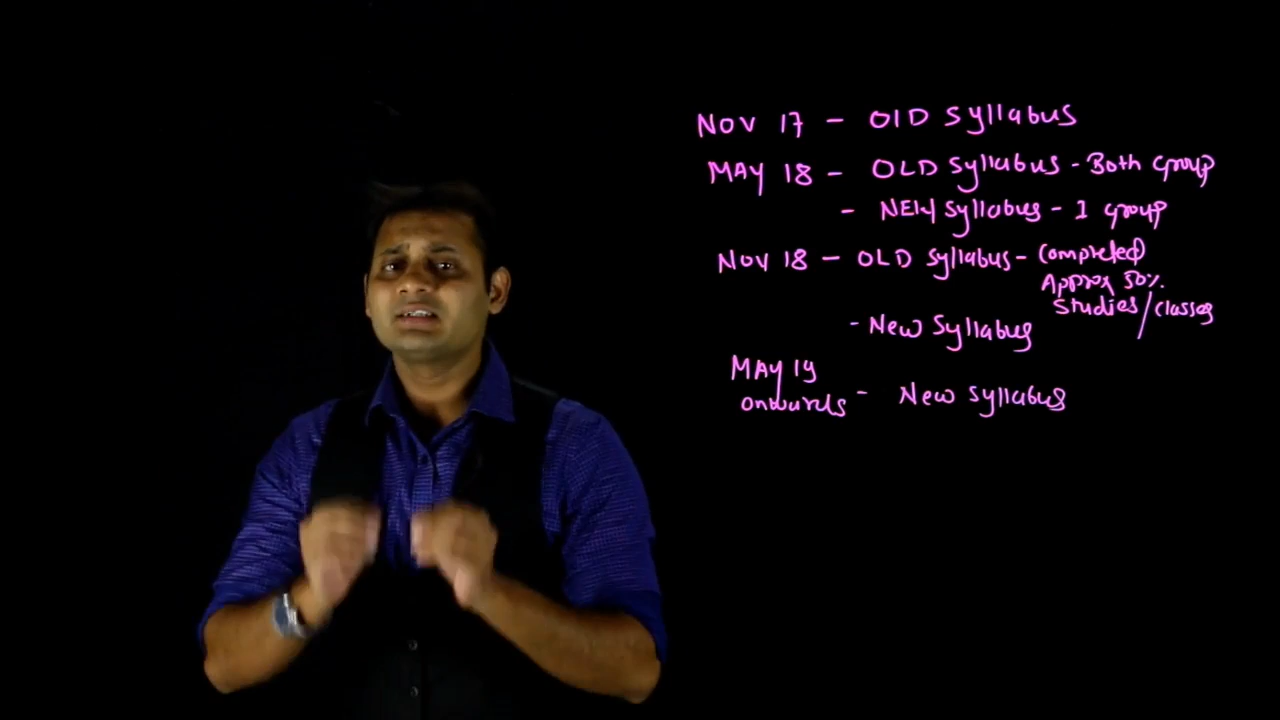 NOV 17 - OlD Syllabus
MAY 18 - OLD Syllabus - Both group
- NEW Syllabus - 1 group
NOV 18 - OLD Syllabus - Completed
Approx 50%
Studies/classes
- New Syllabus
MAY 19
onwards - New Syllabus